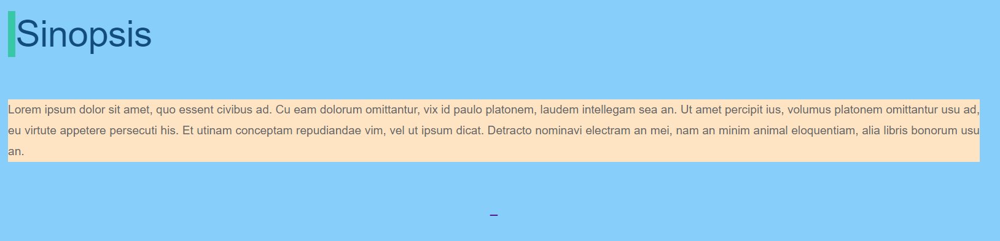 Sinopsis
Lorem ipsum dolor sit amet, quo essent civibus ad. Cu eam dolorum omittantur, vix id paulo platonem, laudem intellegam sea an. Ut amet percipit ius, volumus platonem omittantur usu ad,
eu virtute appetere persecuti his. Et utinam conceptam repudiandae vim, vel ut ipsum dicat. Detracto nominavi electram an mei, nam an minim animal eloquentiam, alia libris bonorum usu
an.